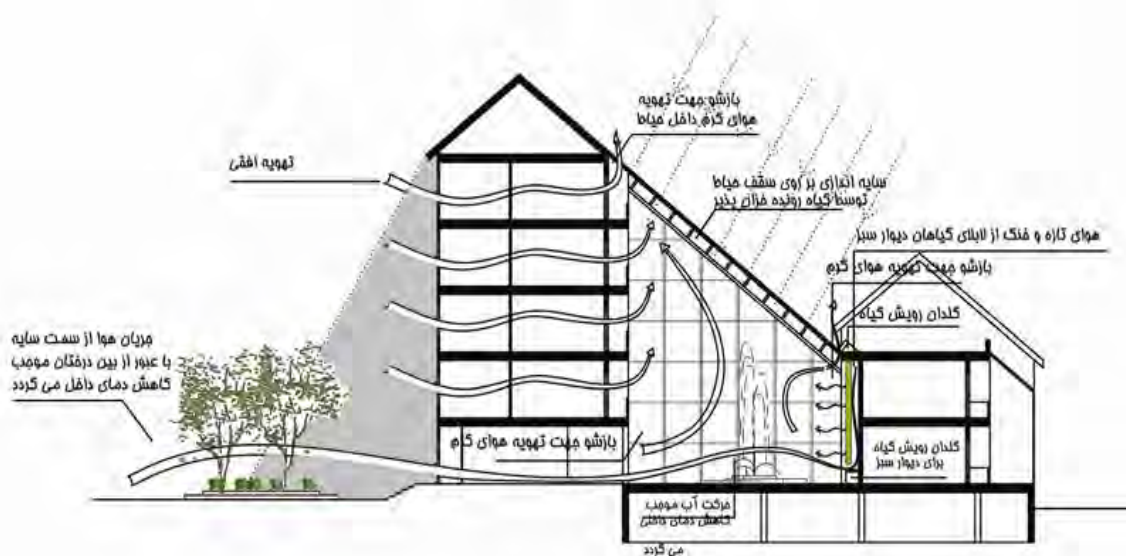 بازشو جهت تهویه
هوای گرم داخل حیاط
تهویه افقی
سایه اندازی بر روی سقف حیاط
توسط گیاه رونده خزان پذیر
هوای تازه و خنک از لابلای گیاهان دیوار سبز
بازشو جهت تهویه هوای گرم
گلدان رویش گیاه
جریان هوا از سمت سایه
با عبور از بین درختان موجب
کاهش دمای داخل می گردد
بازشو جهت تهویه هوای گرم
گلدان رویش گیاه
برای دیوار سبز
حرکت آب موجب
کاهش دمای داخلی
می گردد